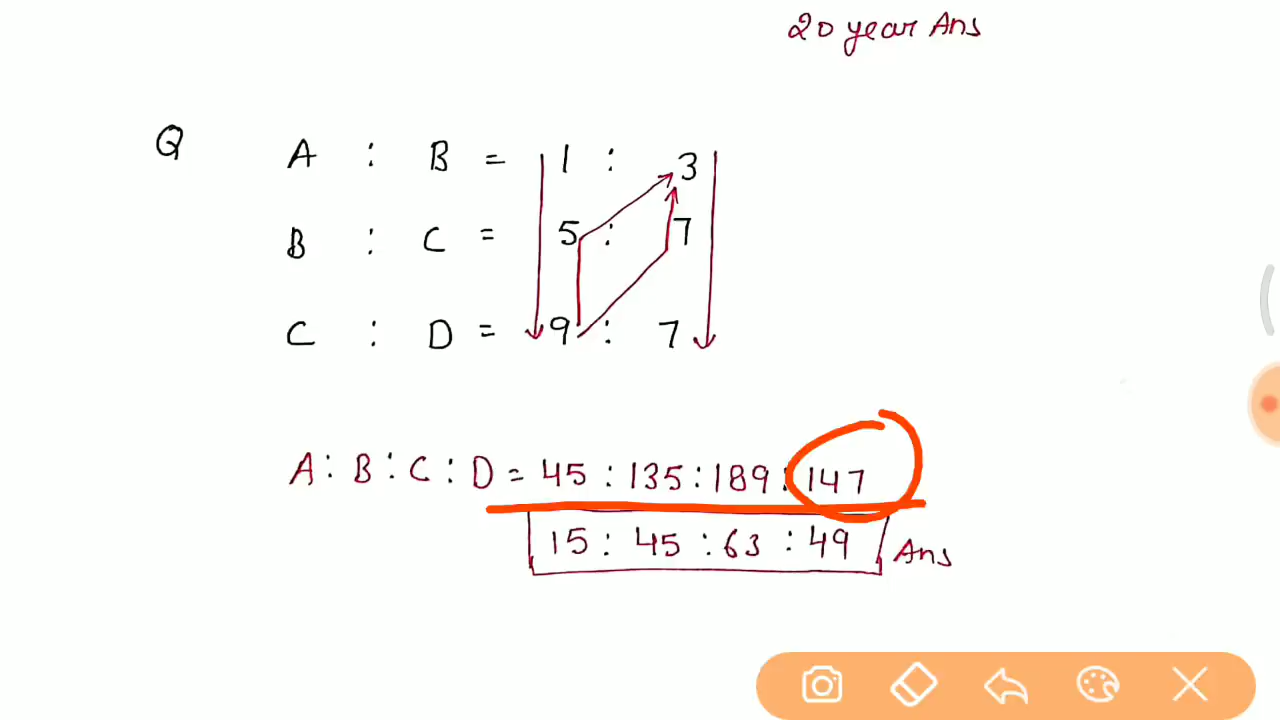 20 year Ans
Q A : B = 1 : 3
B : C = 5 : 7
C : D = 9 : 7
A : B : C : D = 45 : 135 : 189 : 147
15 : 45 : 63 : 49 Ans